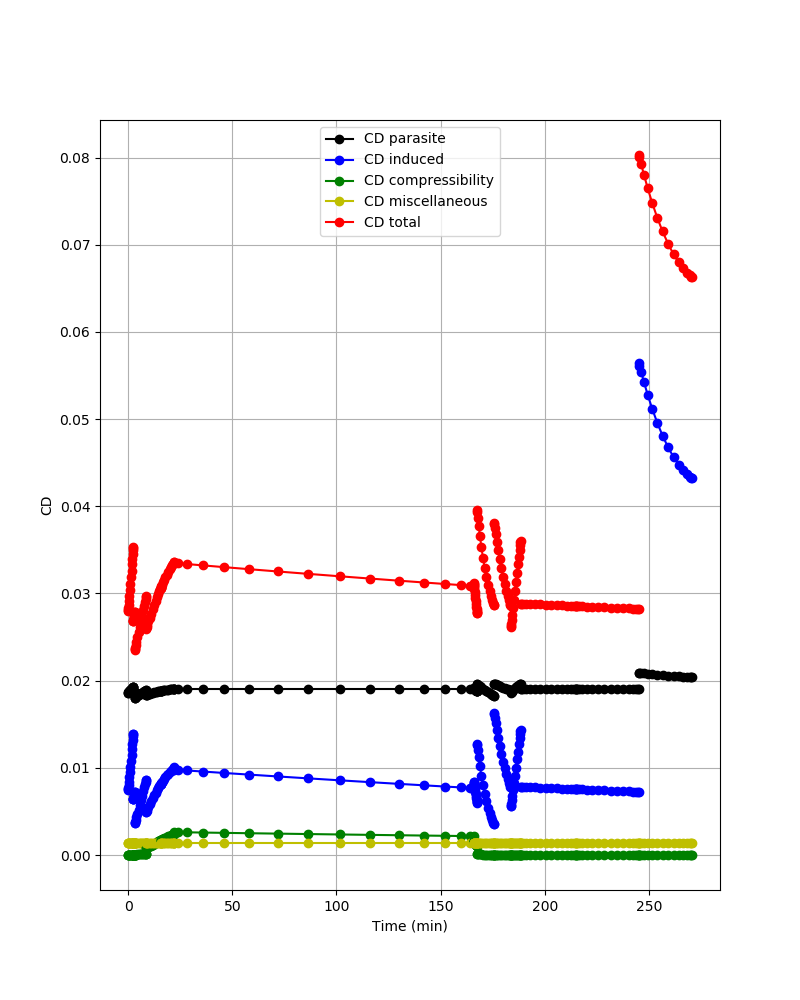 CD parasite
CD induced
CD compressibility
CD miscellaneous
CD total
CD
0.08
0.07
0.06
0.05
0.04
0.03
0.02
0.01
0.00
0 50 100 150 200 250
Time (min)